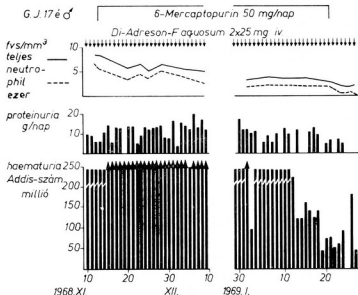 G. J. 17 é ♂
6-Mercaptopurin 50 mg/nap
Di-Adreson-F aquosum 2x25 mg iv.
fvs/mm³
teljes
neutro-
phil
ezer
10
5
0
proteinuria
g/nap
20
10
haematuria
Addis-szám
millió
250
200
150
100
50
0
10 20 30 10 30 10 20
1968. XI. XII. 1969. I.